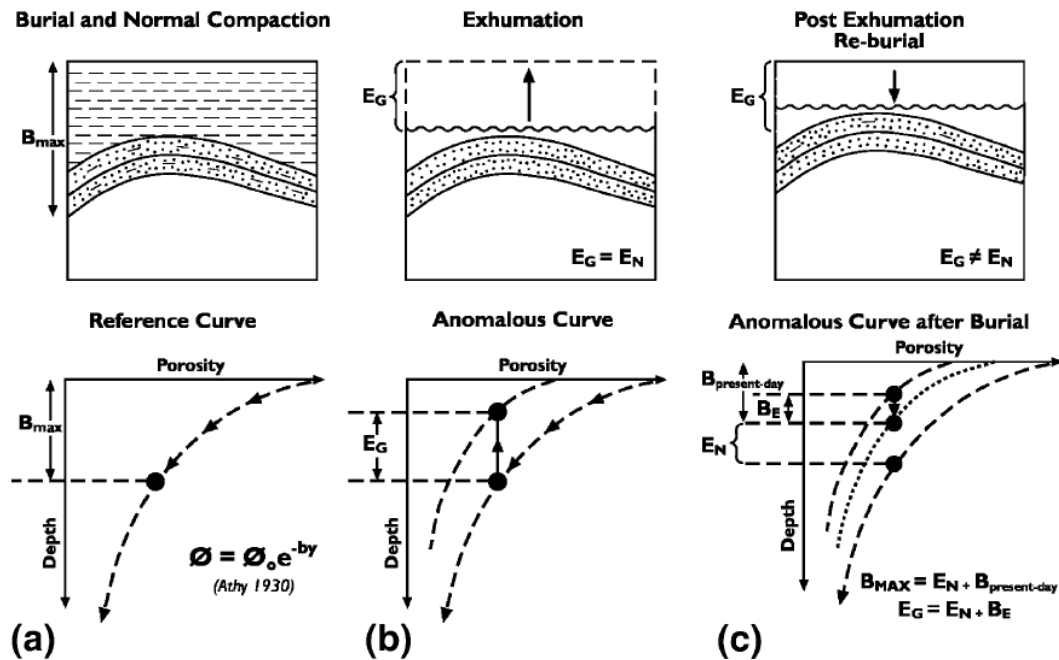 Burial and Normal Compaction
Bmax
Reference Curve
Porosity
Bmax
Depth
Ø = Øₒe^-by
(Athy 1930)
(a)
Exhumation
EG
EG = EN
Anomalous Curve
Porosity
EG
Depth
(b)
Post Exhumation
Re-burial
EG
EG ≠ EN
Anomalous Curve after Burial
Porosity
Bpresent-day
BE
EN
Depth
BMAX = EN + Bpresent-day
EG = EN + BE
(c)